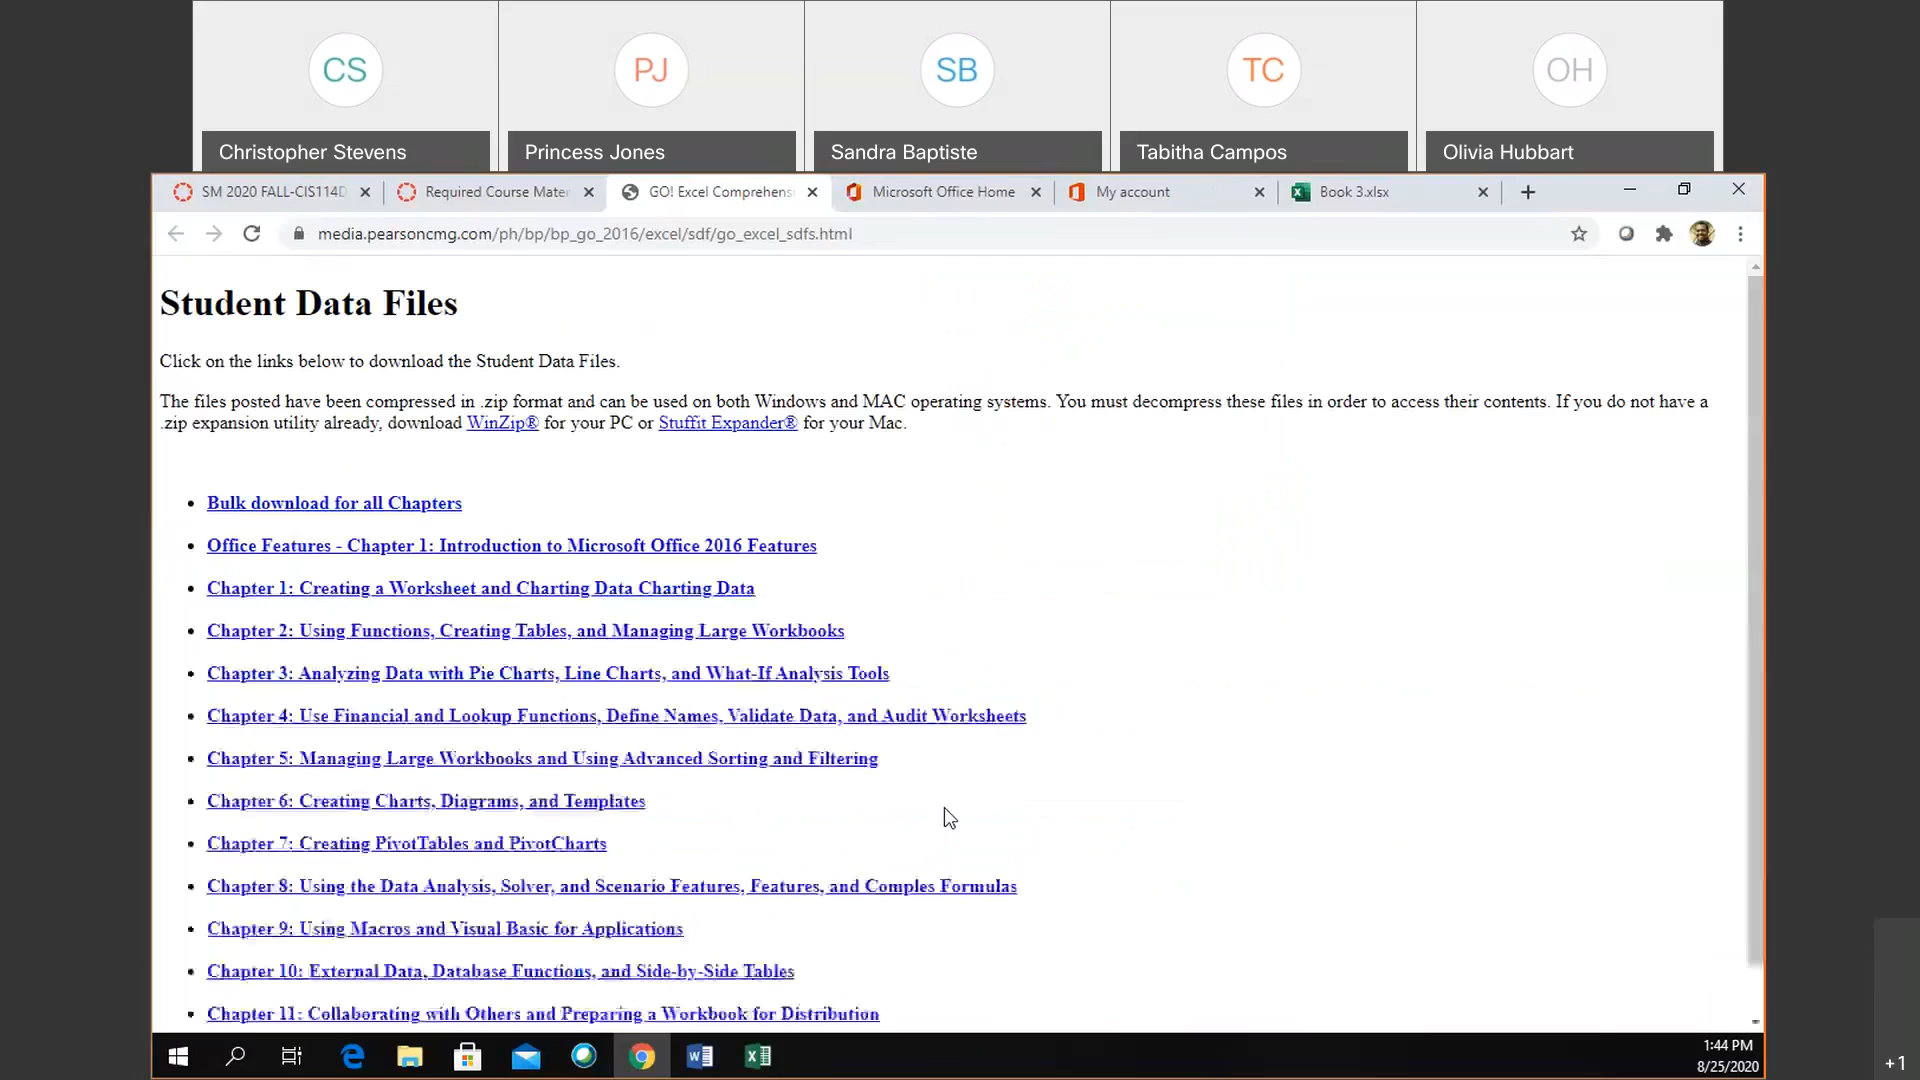 CS PJ SB TC OH
Christopher Stevens Princess Jones Sandra Baptiste Tabitha Campos Olivia Hubbart
SM 2020 FALL-CIS114D Required Course Mater GO! Excel Comprehens Microsoft Office Home My account Book 3.xlsx
media.pearsoncmg.com/ph/bp/bp_go_2016/excel/sdf/go_excel_sdfs.html
Student Data Files
Click on the links below to download the Student Data Files.
The files posted have been compressed in .zip format and can be used on both Windows and MAC operating systems. You must decompress these files in order to access their contents. If you do not have a
.zip expansion utility already, download WinZip® for your PC or Stuffit Expander® for your Mac.
Bulk download for all Chapters
Office Features - Chapter 1: Introduction to Microsoft Office 2016 Features
Chapter 1: Creating a Worksheet and Charting Data Charting Data
Chapter 2: Using Functions, Creating Tables, and Managing Large Workbooks
Chapter 3: Analyzing Data with Pie Charts, Line Charts, and What-If Analysis Tools
Chapter 4: Use Financial and Lookup Functions, Define Names, Validate Data, and Audit Worksheets
Chapter 5: Managing Large Workbooks and Using Advanced Sorting and Filtering
Chapter 6: Creating Charts, Diagrams, and Templates
Chapter 7: Creating PivotTables and PivotCharts
Chapter 8: Using the Data Analysis, Solver, and Scenario Features, Features, and Comples Formulas
Chapter 9: Using Macros and Visual Basic for Applications
Chapter 10: External Data, Database Functions, and Side-by-Side Tables
Chapter 11: Collaborating with Others and Preparing a Workbook for Distribution
1:44 PM
8/25/2020
+1